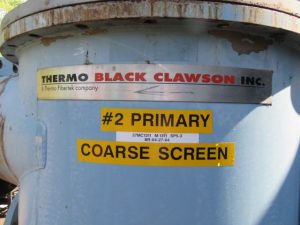 THERMO BLACK CLAWSON INC.
a Thermo Fibertek company
#2 PRIMARY
COARSE SCREEN